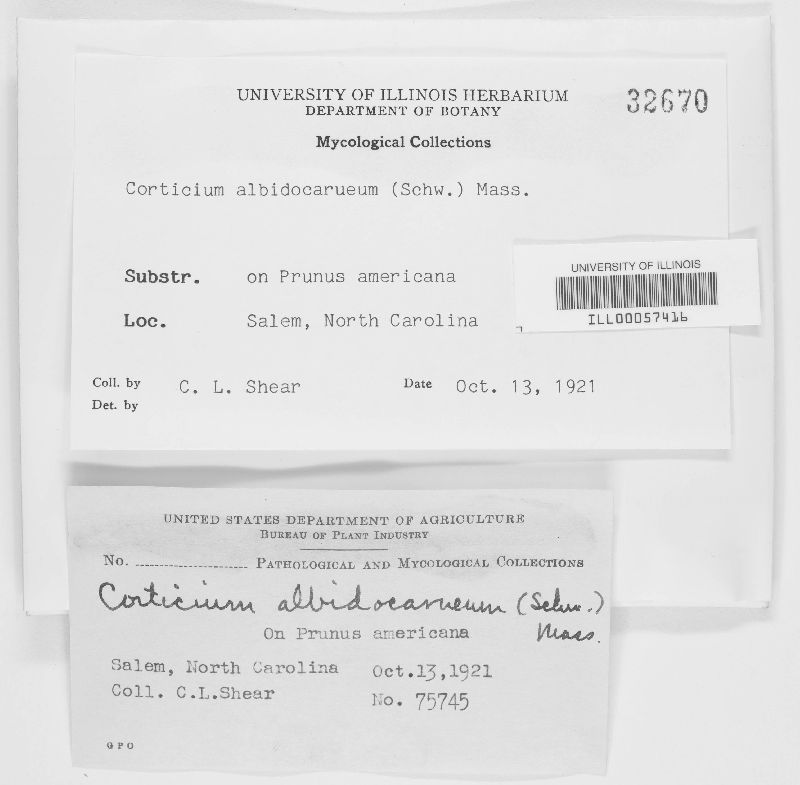 UNIVERSITY OF ILLINOIS HERBARIUM
DEPARTMENT OF BOTANY
32670
Mycological Collections
Corticium albidocarueum (Schw.) Mass.
Substr. on Prunus americana
Loc. Salem, North Carolina
UNIVERSITY OF ILLINOIS
ILL00057416
Coll. by C. L. Shear Date Oct. 13, 1921
Det. by
UNITED STATES DEPARTMENT OF AGRICULTURE
BUREAU OF PLANT INDUSTRY
No. PATHOLOGICAL AND MYCOLOGICAL COLLECTIONS
Corticium albidocarneum (Schw.)
Mass.
On Prunus americana
Salem, North Carolina Oct.13,1921
Coll. C.L.Shear No. 75745
GPO